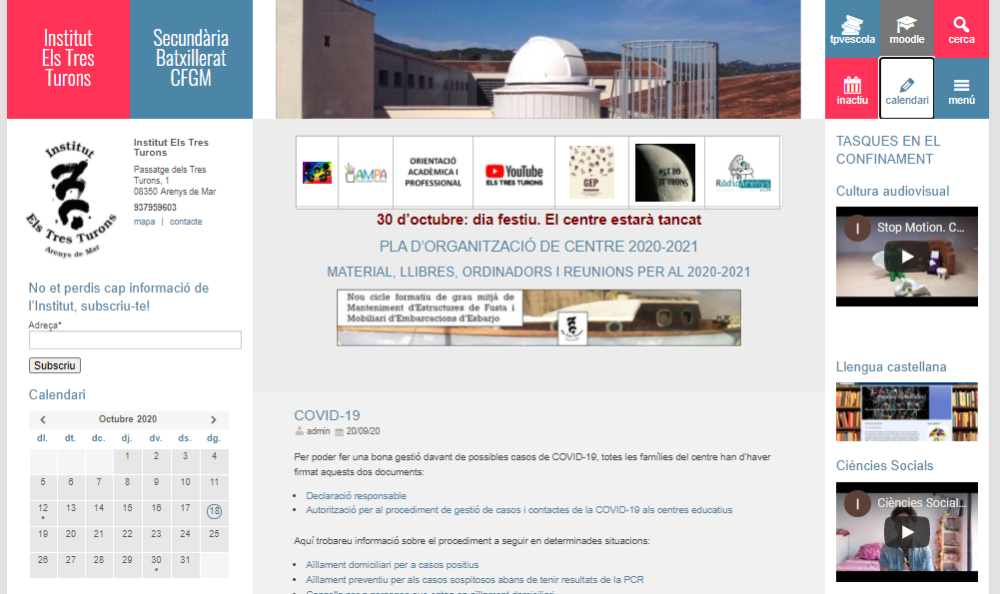 Institut
Els Tres
Turons
Secundària
Batxillerat
CFGM
tpvescola
moodle
cerca
inactiu
calendari
menú
Institut
Els Tres Turons
Arenys de Mar
Institut Els Tres
Turons
Passatge dels Tres
Turons, 1
08350 Arenys de Mar
937959603
mapa | contacte
No et perdis cap informació de
l'Institut, subscriu-te!
Adreça*
Subscriu
Calendari
Octubre 2020
dl. dt. dc. dj. dv. ds. dg.
1 2 3 4
5 6 7 8 9 10 11
12 13 14 15 16 17 18
19 20 21 22 23 24 25
26 27 28 29 30 31
AMPA
ORIENTACIÓ
ACADÈMICA I
PROFESSIONAL
YouTube
ELS TRES TURONS
GEP
ASTRO
3TURONS
RàdioArenys
30 d'octubre: dia festiu. El centre estarà tancat
PLA D'ORGANITZACIÓ DE CENTRE 2020-2021
MATERIAL, LLIBRES, ORDINADORS I REUNIONS PER AL 2020-2021
Nou cicle formatiu de grau mitjà de
Manteniment d'Estructures de Fusta i
Mobiliari d'Embarcacions d'Esbarjo
COVID-19
admin 20/09/20
Per poder fer una bona gestió davant de possibles casos de COVID-19, totes les famílies del centre han d'haver
firmat aquests dos documents:
• Declaració responsable
• Autorització per al procediment de gestió de casos i contactes de la COVID-19 als centres educatius
Aquí trobareu informació sobre el procediment a seguir en determinades situacions:
• Aïllament domiciliari per a casos positius
• Aïllament preventiu per als casos sospitosos abans de tenir resultats de la PCR
TASQUES EN EL
CONFINAMENT
Cultura audiovisual
I Stop Motion. C...
Llengua castellana
Ciències Socials
I Ciències Social...